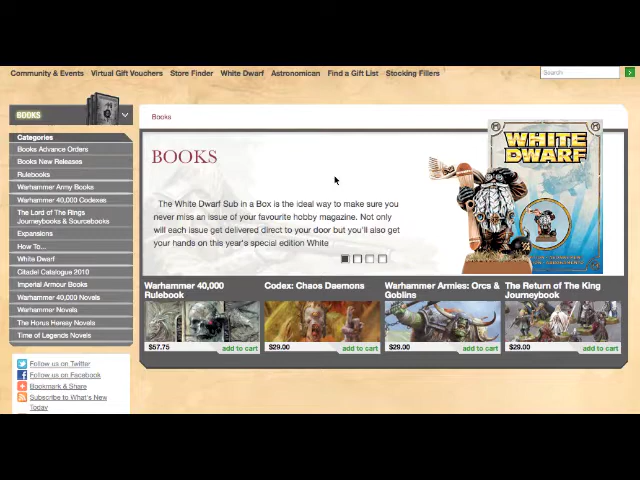 Community & Events Virtual Gift Vouchers Store Finder White Dwarf Astronomican Find a Gift List Stocking Fillers
Search
BOOKS
Categories
Books Advance Orders
Books New Releases
Rulebooks
Warhammer Army Books
Warhammer 40,000 Codexes
The Lord of The Rings
Journeybooks & Sourcebooks
Expansions
How To...
White Dwarf
Citadel Catalogue 2010
Imperial Armour Books
Warhammer 40,000 Novels
Warhammer Novels
The Horus Heresy Novels
Time of Legends Novels
Follow us on Twitter
Follow us on Facebook
Bookmark & Share
Subscribe to What's New
Today
Books
BOOKS
The White Dwarf Sub in a Box is the ideal way to make sure you
never miss an issue of your favourite hobby magazine. Not only
will each issue get delivered direct to your door but you'll also get
your hands on this year's special edition White
WHITE
DWARF
Warhammer 40,000
Rulebook
$57.75 add to cart
Codex: Chaos Daemons
$29.00 add to cart
Warhammer Armies: Orcs &
Goblins
$29.00 add to cart
The Return of The King
Journeybook
$29.00 add to cart